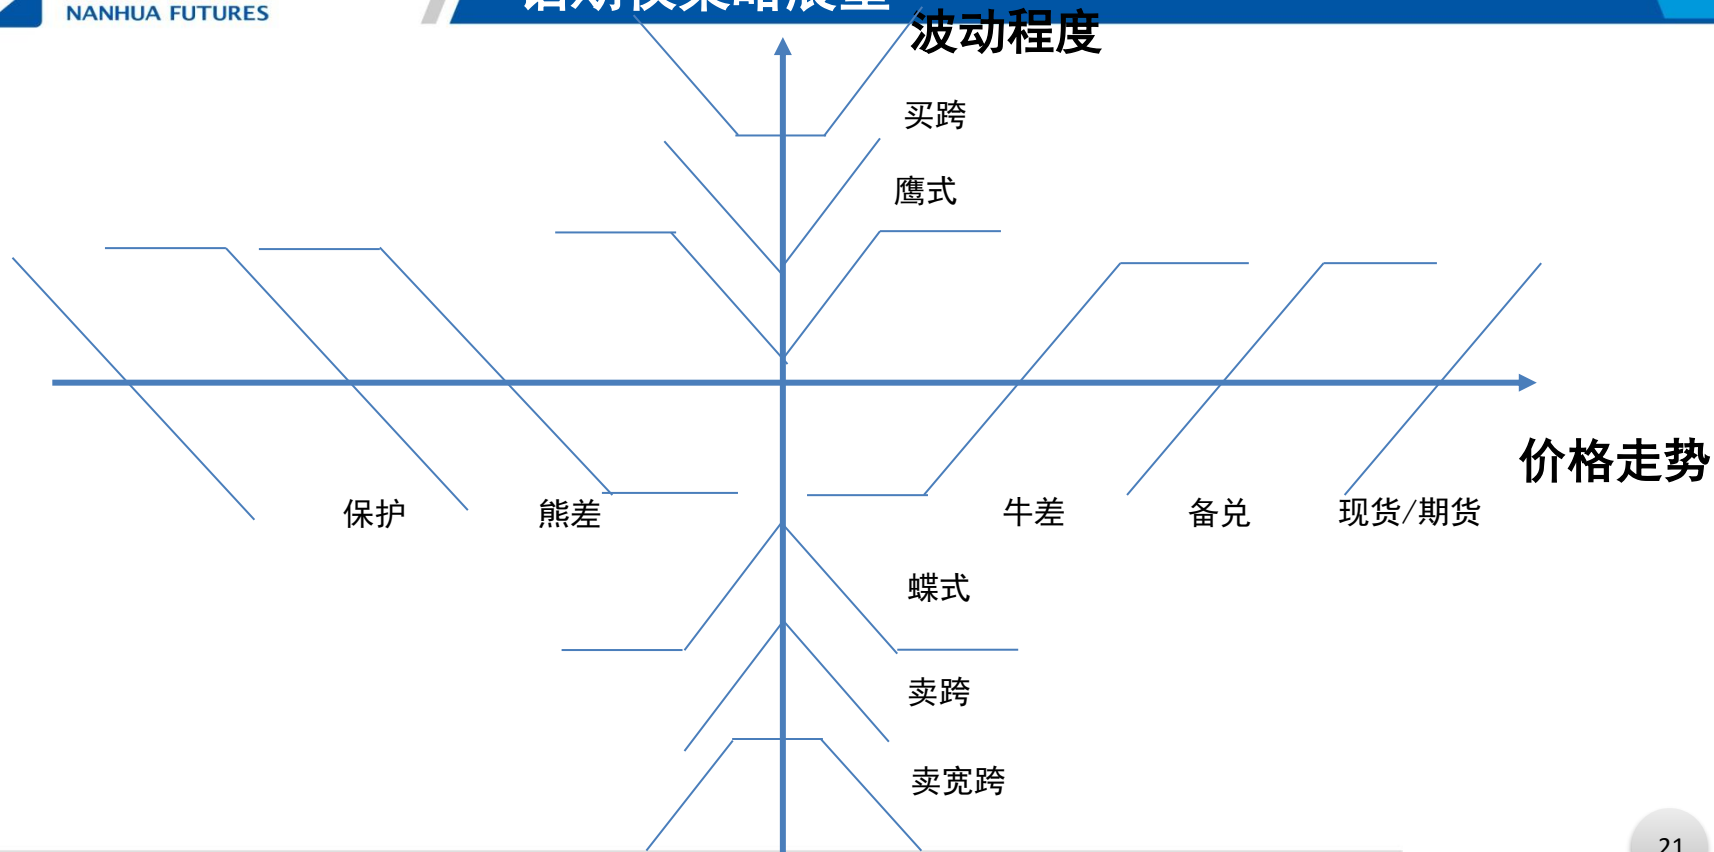 NANHUA FUTURES
波动程度
买跨
鹰式
价格走势
保护
熊差
牛差
备兑
现货/期货
蝶式
卖跨
卖宽跨
21